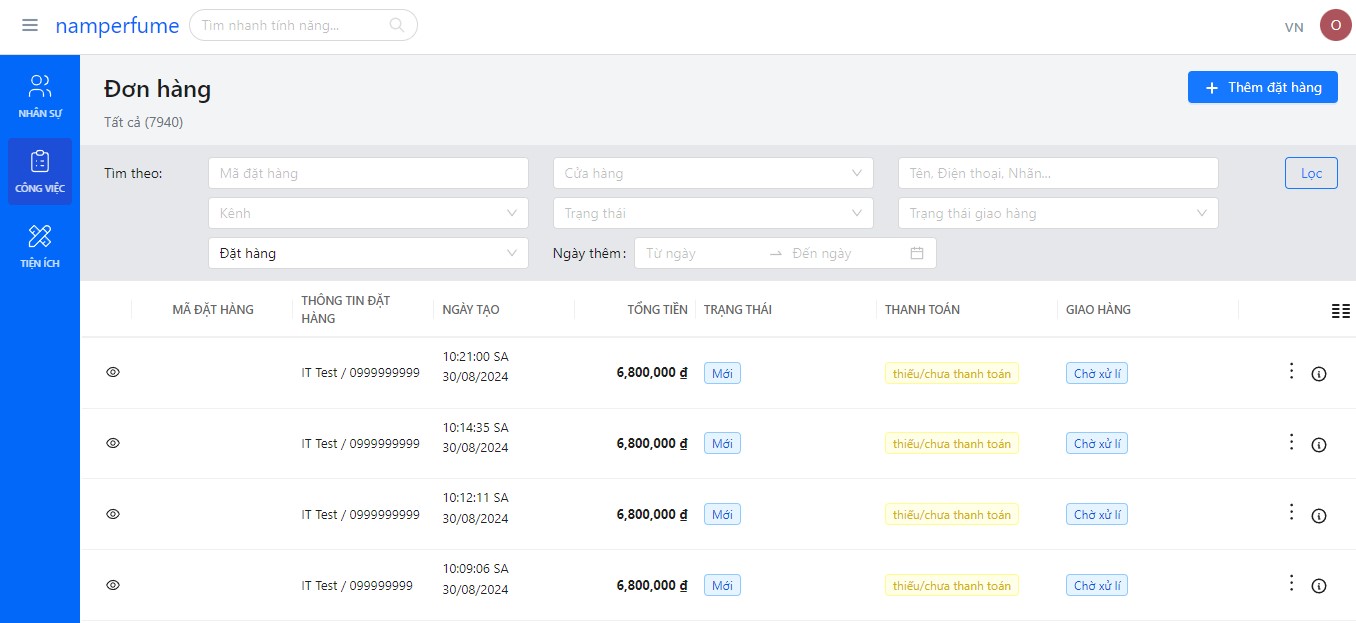 namperfume
Tìm nhanh tính năng...
VN
O
NHÂN SỰ
CÔNG VIỆC
TIỆN ÍCH
Đơn hàng
Tất cả (7940)
Thêm đặt hàng
Tìm theo:
Mã đặt hàng
Cửa hàng
Tên, Điện thoại, Nhãn...
Lọc
Kênh
Trạng thái
Trạng thái giao hàng
Đặt hàng
Ngày thêm:
Từ ngày
Đến ngày
MÃ ĐẶT HÀNG
THÔNG TIN ĐẶT
HÀNG
NGÀY TẠO
TỔNG TIỀN
TRẠNG THÁI
THANH TOÁN
GIAO HÀNG
IT Test / 0999999999
10:21:00 SA
30/08/2024
6,800,000 ₫
Mới
thiếu/chưa thanh toán
Chờ xử lí
IT Test / 0999999999
10:14:35 SA
30/08/2024
6,800,000 ₫
Mới
thiếu/chưa thanh toán
Chờ xử lí
IT Test / 0999999999
10:12:11 SA
30/08/2024
6,800,000 ₫
Mới
thiếu/chưa thanh toán
Chờ xử lí
IT Test / 099999999
10:09:06 SA
30/08/2024
6,800,000 ₫
Mới
thiếu/chưa thanh toán
Chờ xử lí